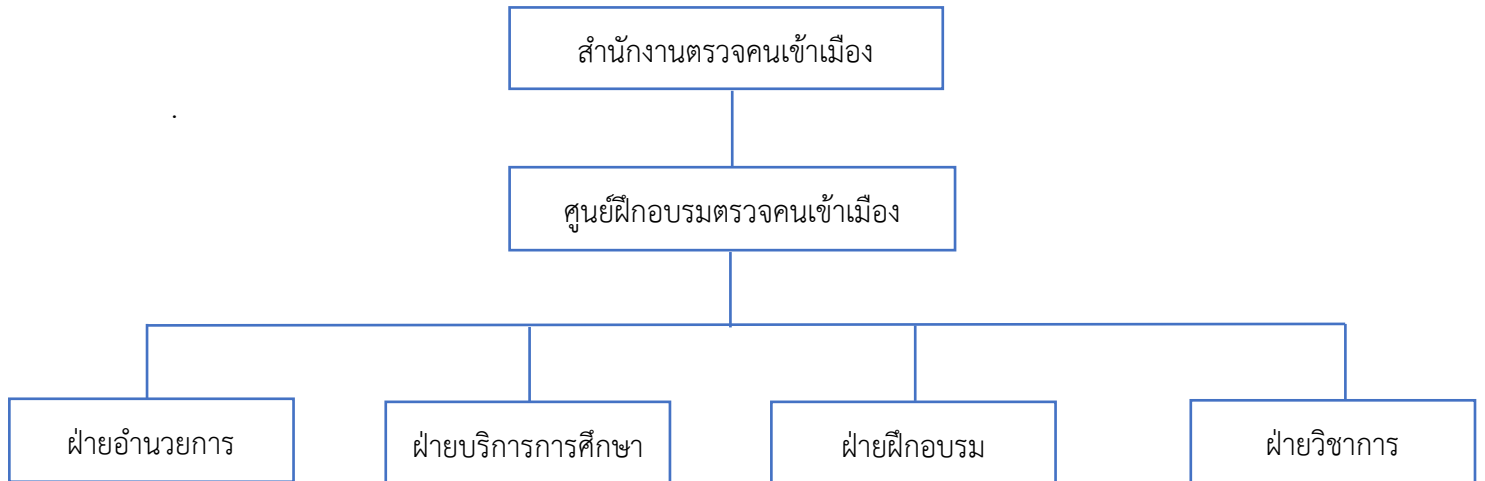 สำนักงานตรวจคนเข้าเมือง
.
ศูนย์ฝึกอบรมตรวจคนเข้าเมือง
ฝ่ายอำนวยการ
ฝ่ายบริการการศึกษา
ฝ่ายฝึกอบรม
ฝ่ายวิชาการ